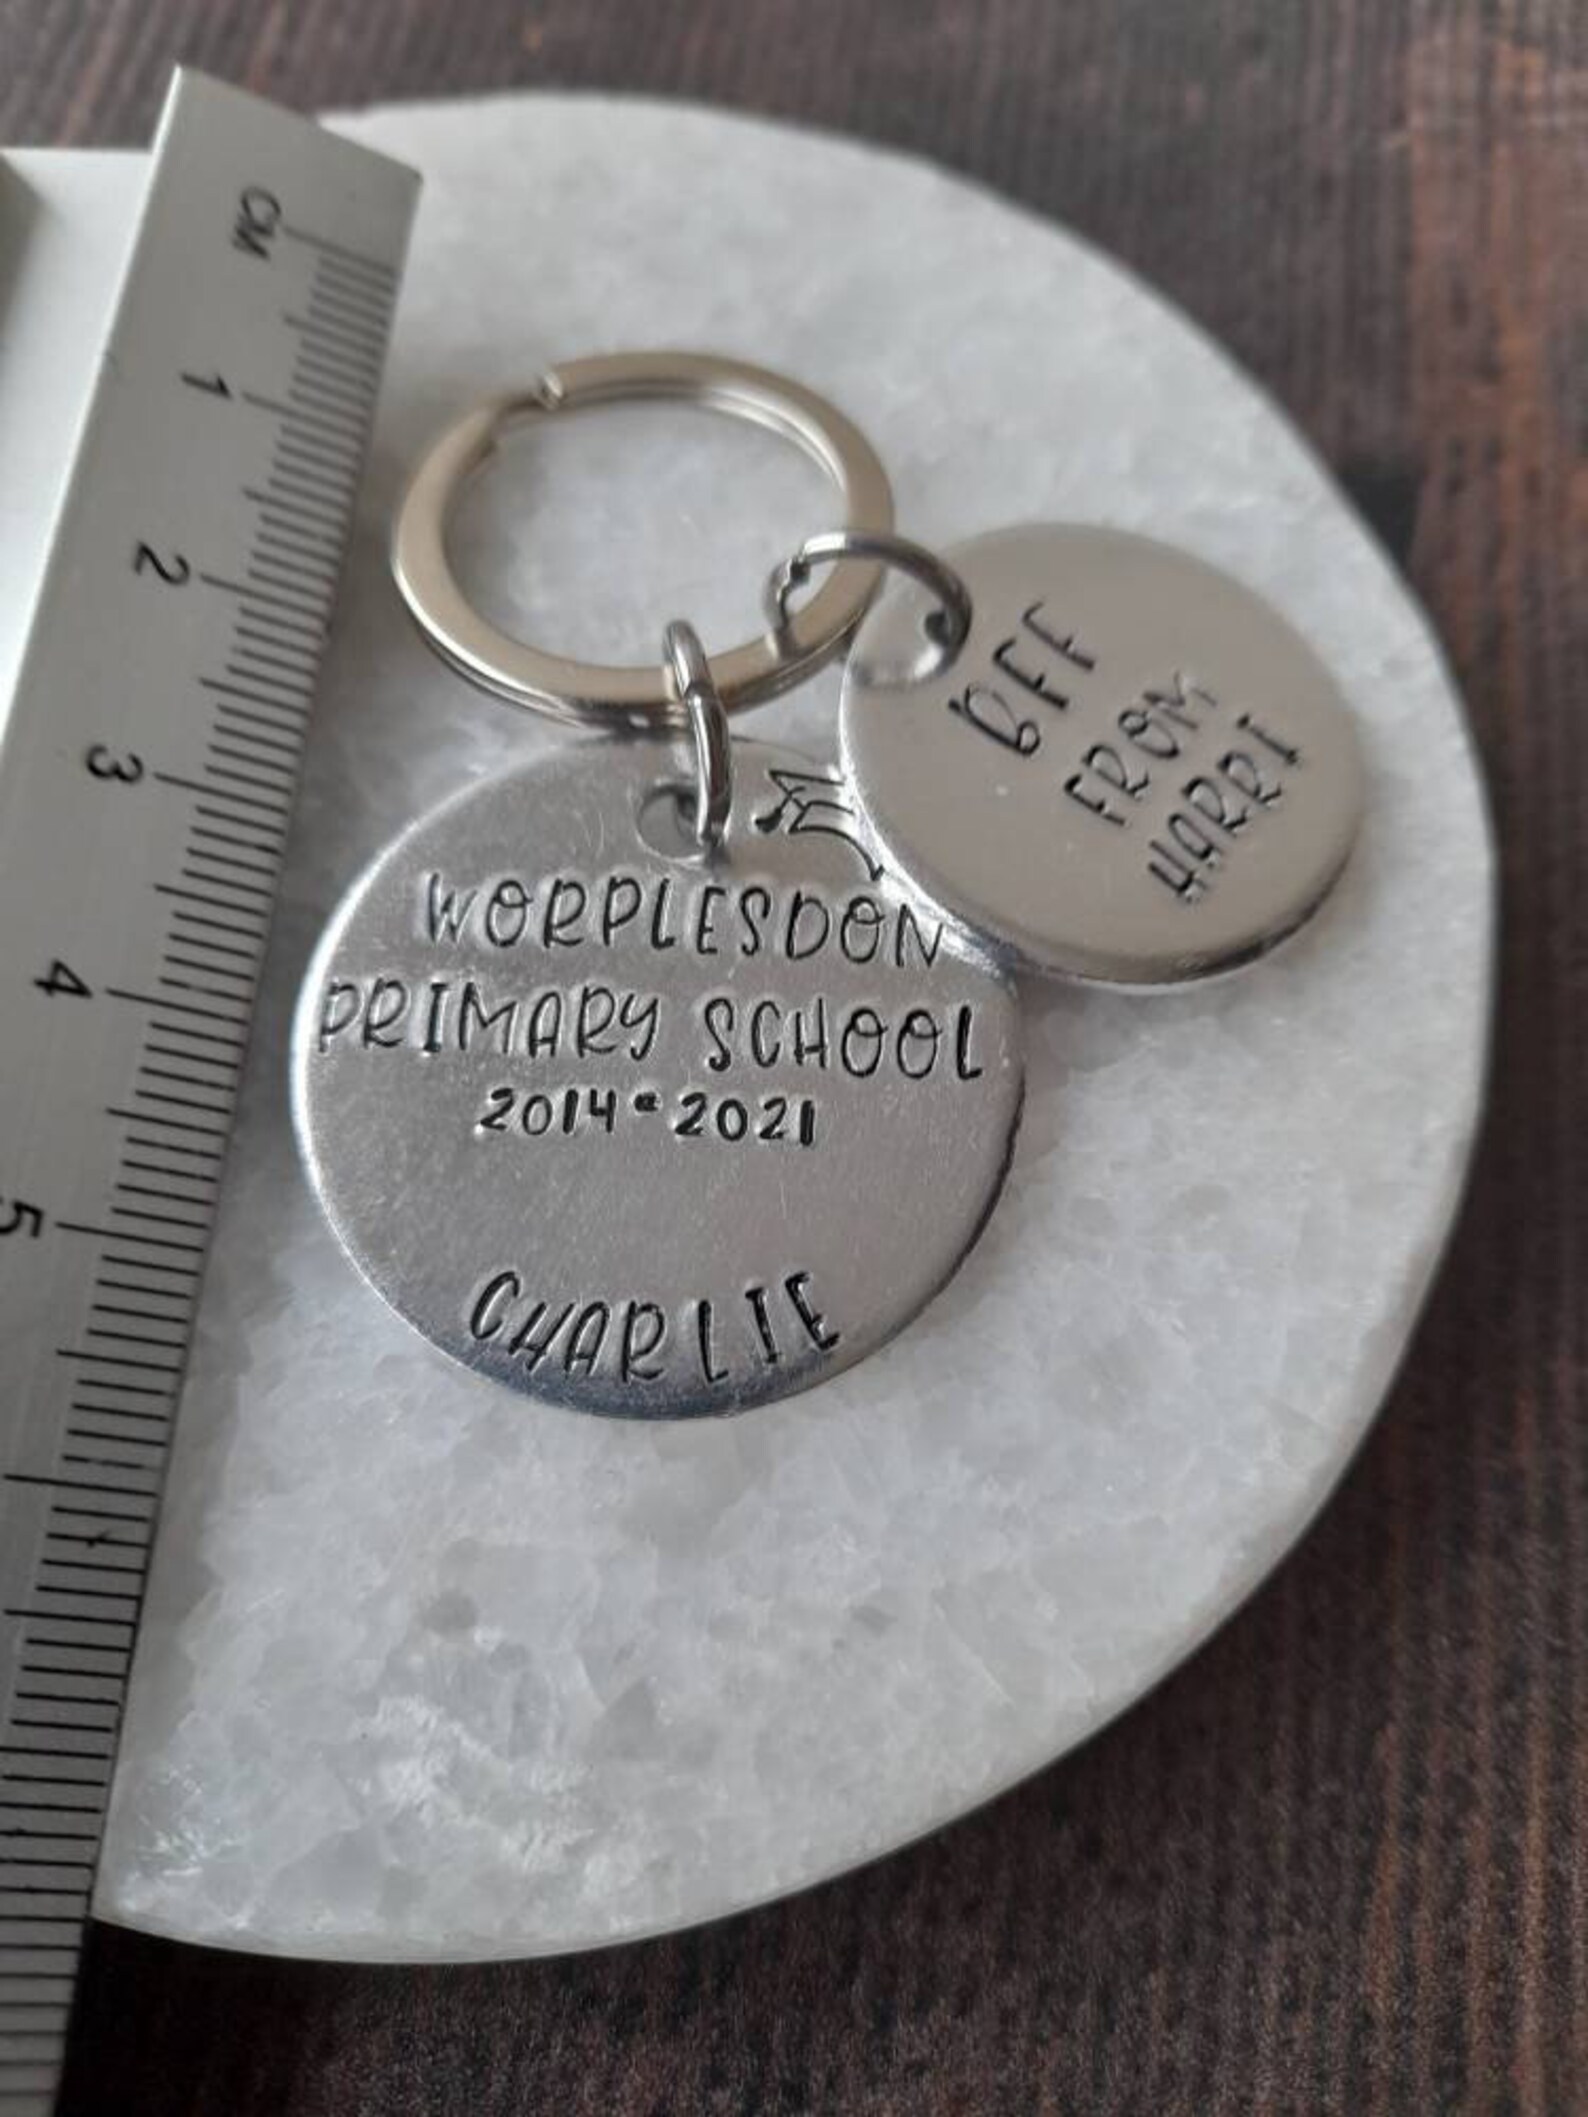 CM
1
2
3
4
5
BFF
FROM
HARRI
WORPLESDON
PRIMARY SCHOOL
2014-2021
CHARLIE